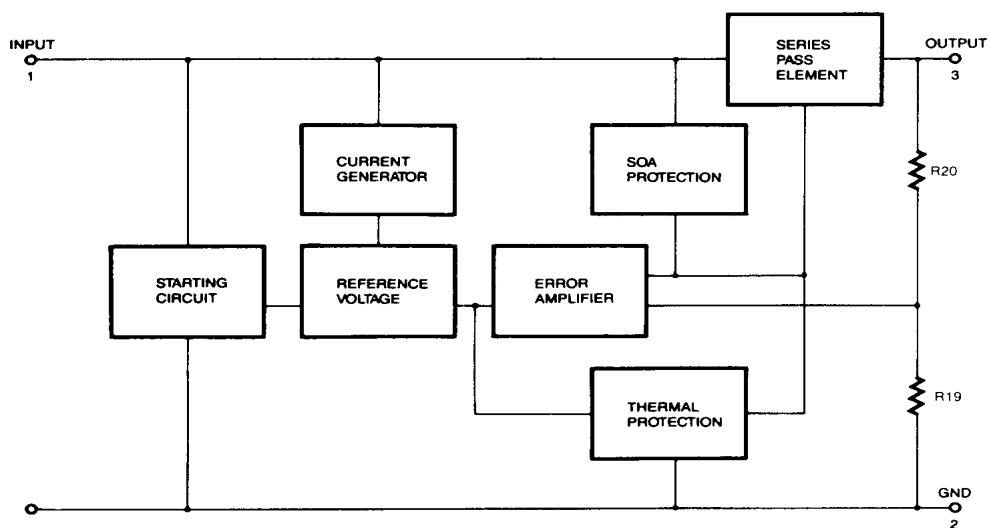 INPUT
1
SERIES
PASS
ELEMENT
OUTPUT
3
CURRENT
GENERATOR
SOA
PROTECTION
R20
STARTING
CIRCUIT
REFERENCE
VOLTAGE
ERROR
AMPLIFIER
THERMAL
PROTECTION
R19
GND
2